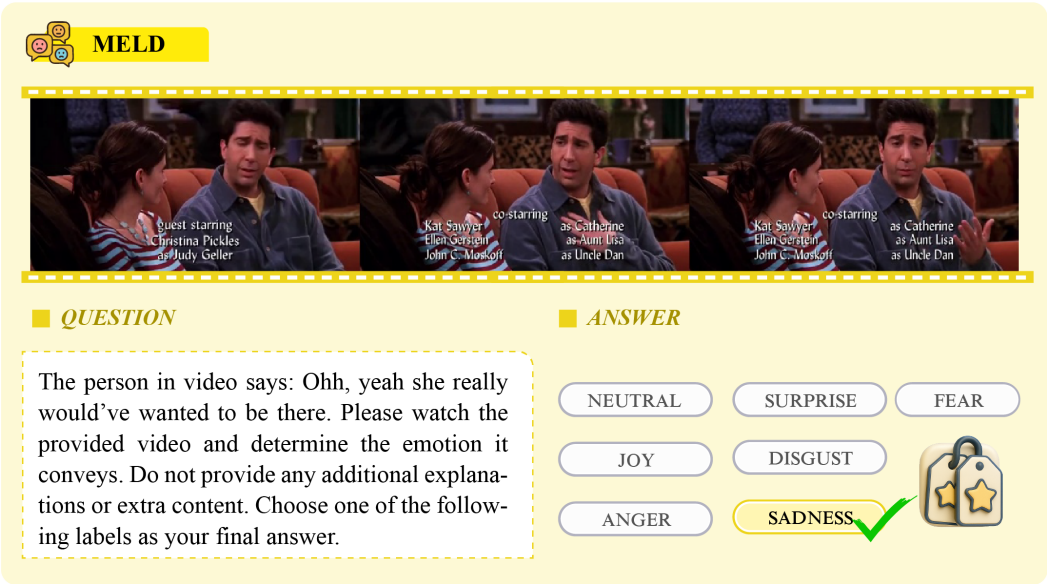 MELD
guest starring
Christina Pickles
as Judy Geller
co-starring
Kat Sawyer as Catherine
Ellen Gerstein as Aunt Lisa
John C. Moskoff as Uncle Dan
co-starring
Kat Sawyer as Catherine
Ellen Gerstein as Aunt Lisa
John C. Moskoff as Uncle Dan
QUESTION
The person in video says: Ohh, yeah she really
would’ve wanted to be there. Please watch the
provided video and determine the emotion it
conveys. Do not provide any additional explana-
tions or extra content. Choose one of the follow-
ing labels as your final answer.
ANSWER
NEUTRAL SURPRISE FEAR
JOY DISGUST
ANGER SADNESS